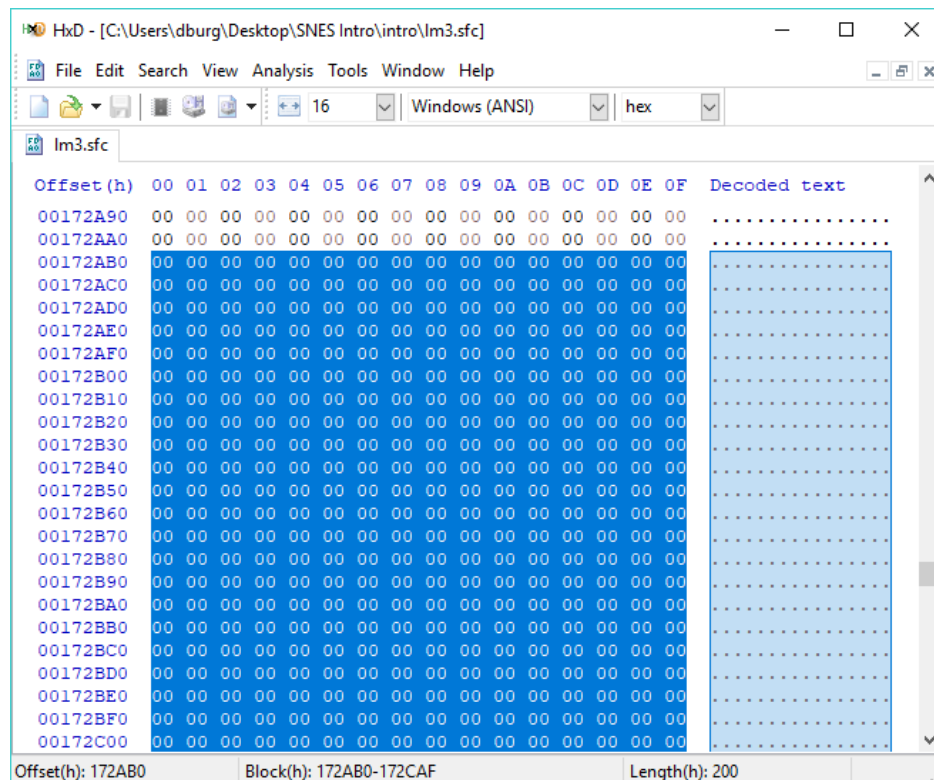 HxD - [C:\Users\dburg\Desktop\SNES Intro\intro\lm3.sfc]
File Edit Search View Analysis Tools Window Help
16 Windows (ANSI) hex
lm3.sfc
Offset(h) 00 01 02 03 04 05 06 07 08 09 0A 0B 0C 0D 0E 0F Decoded text
00172A90 00 00 00 00 00 00 00 00 00 00 00 00 00 00 00 00 ................
00172AA0 00 00 00 00 00 00 00 00 00 00 00 00 00 00 00 00 ................
00172AB0 00 00 00 00 00 00 00 00 00 00 00 00 00 00 00 00 ................
00172AC0 00 00 00 00 00 00 00 00 00 00 00 00 00 00 00 00 ................
00172AD0 00 00 00 00 00 00 00 00 00 00 00 00 00 00 00 00 ................
00172AE0 00 00 00 00 00 00 00 00 00 00 00 00 00 00 00 00 ................
00172AF0 00 00 00 00 00 00 00 00 00 00 00 00 00 00 00 00 ................
00172B00 00 00 00 00 00 00 00 00 00 00 00 00 00 00 00 00 ................
00172B10 00 00 00 00 00 00 00 00 00 00 00 00 00 00 00 00 ................
00172B20 00 00 00 00 00 00 00 00 00 00 00 00 00 00 00 00 ................
00172B30 00 00 00 00 00 00 00 00 00 00 00 00 00 00 00 00 ................
00172B40 00 00 00 00 00 00 00 00 00 00 00 00 00 00 00 00 ................
00172B50 00 00 00 00 00 00 00 00 00 00 00 00 00 00 00 00 ................
00172B60 00 00 00 00 00 00 00 00 00 00 00 00 00 00 00 00 ................
00172B70 00 00 00 00 00 00 00 00 00 00 00 00 00 00 00 00 ................
00172B80 00 00 00 00 00 00 00 00 00 00 00 00 00 00 00 00 ................
00172B90 00 00 00 00 00 00 00 00 00 00 00 00 00 00 00 00 ................
00172BA0 00 00 00 00 00 00 00 00 00 00 00 00 00 00 00 00 ................
00172BB0 00 00 00 00 00 00 00 00 00 00 00 00 00 00 00 00 ................
00172BC0 00 00 00 00 00 00 00 00 00 00 00 00 00 00 00 00 ................
00172BD0 00 00 00 00 00 00 00 00 00 00 00 00 00 00 00 00 ................
00172BE0 00 00 00 00 00 00 00 00 00 00 00 00 00 00 00 00 ................
00172BF0 00 00 00 00 00 00 00 00 00 00 00 00 00 00 00 00 ................
00172C00 00 00 00 00 00 00 00 00 00 00 00 00 00 00 00 00 ................
Offset(h): 172AB0 Block(h): 172AB0-172CAF Length(h): 200